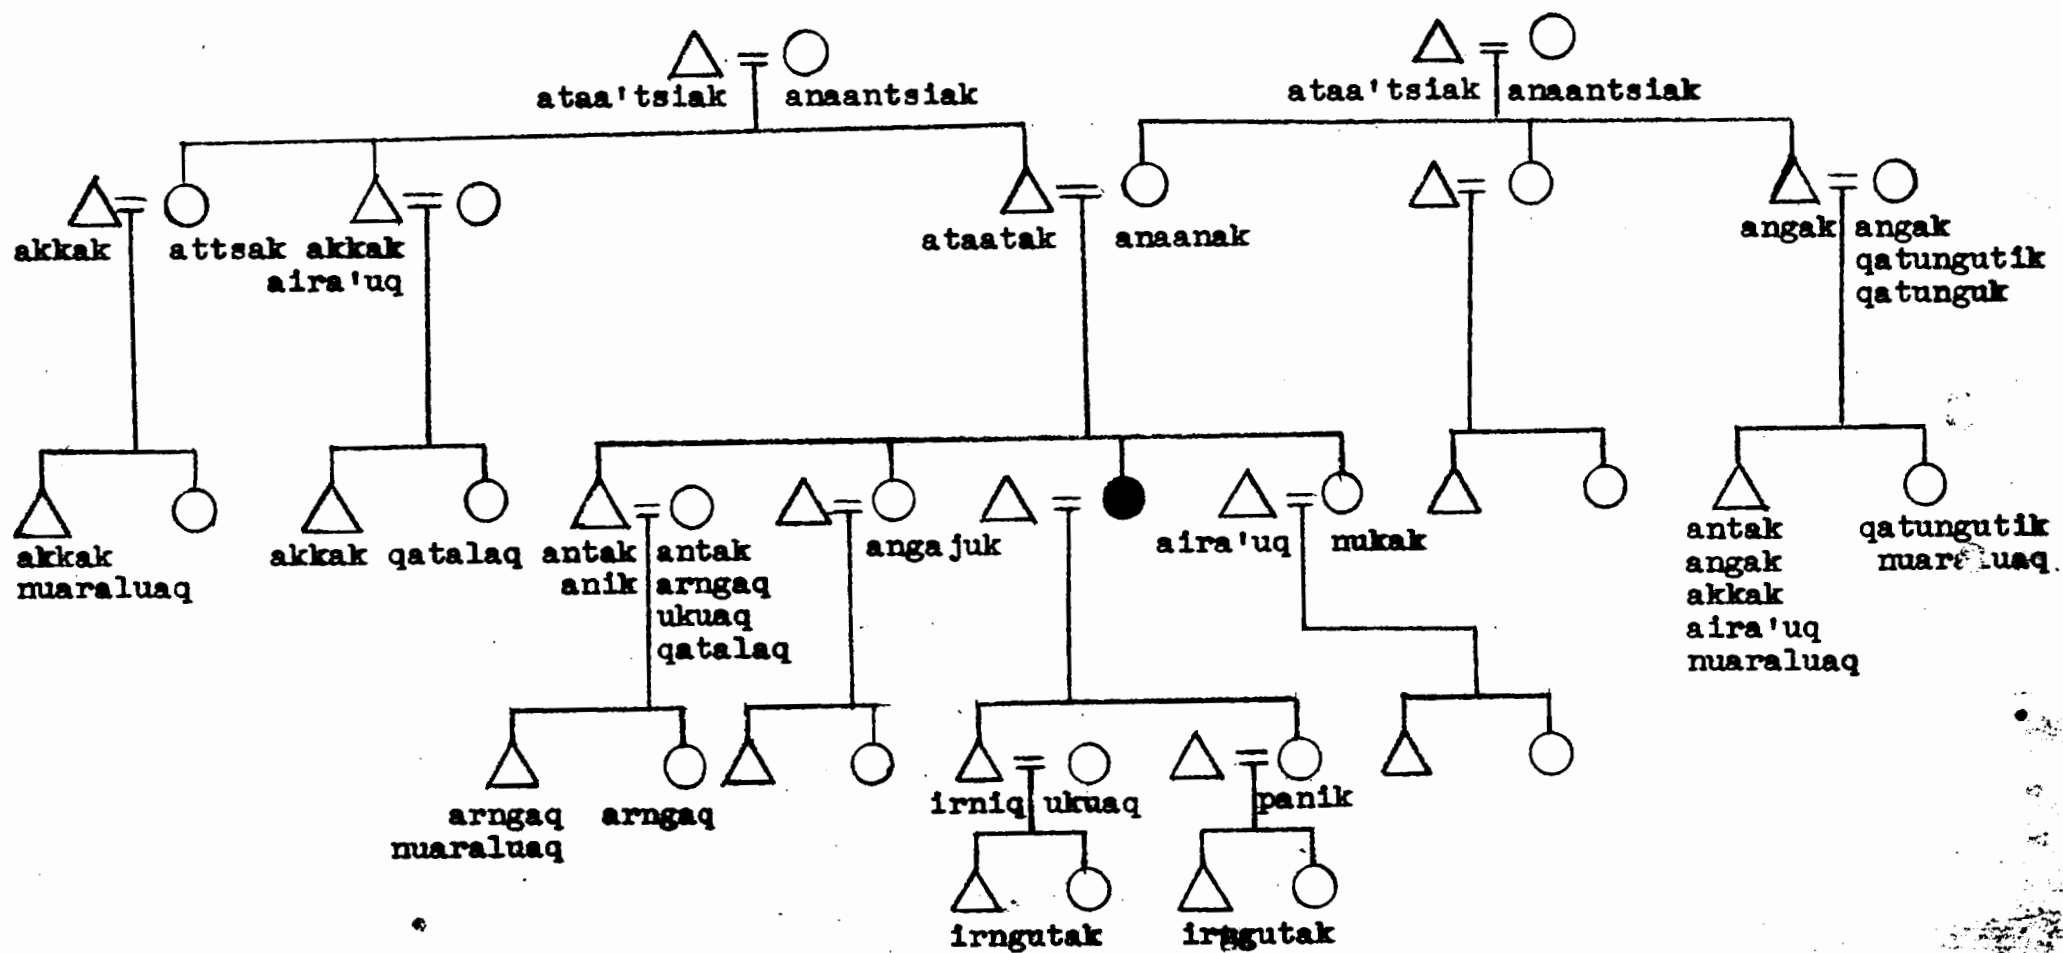 ataa'tsiak anaantsiak ataa'tsiak anaantsiak
akkak attsak akkak ataatak anaanak angak angak
aira'uq qatungutik
qatunguk
akkak akkak qatalaq antak antak angajuk aira'uq nukak antak qatungutik
nuaraluaq anik arngaq angak
ukuaq akkak
qatalaq aira'uq
nuaraluaq
arngaq arngaq irniq ukuaq panik
nuaraluaq
irngutak irngutak